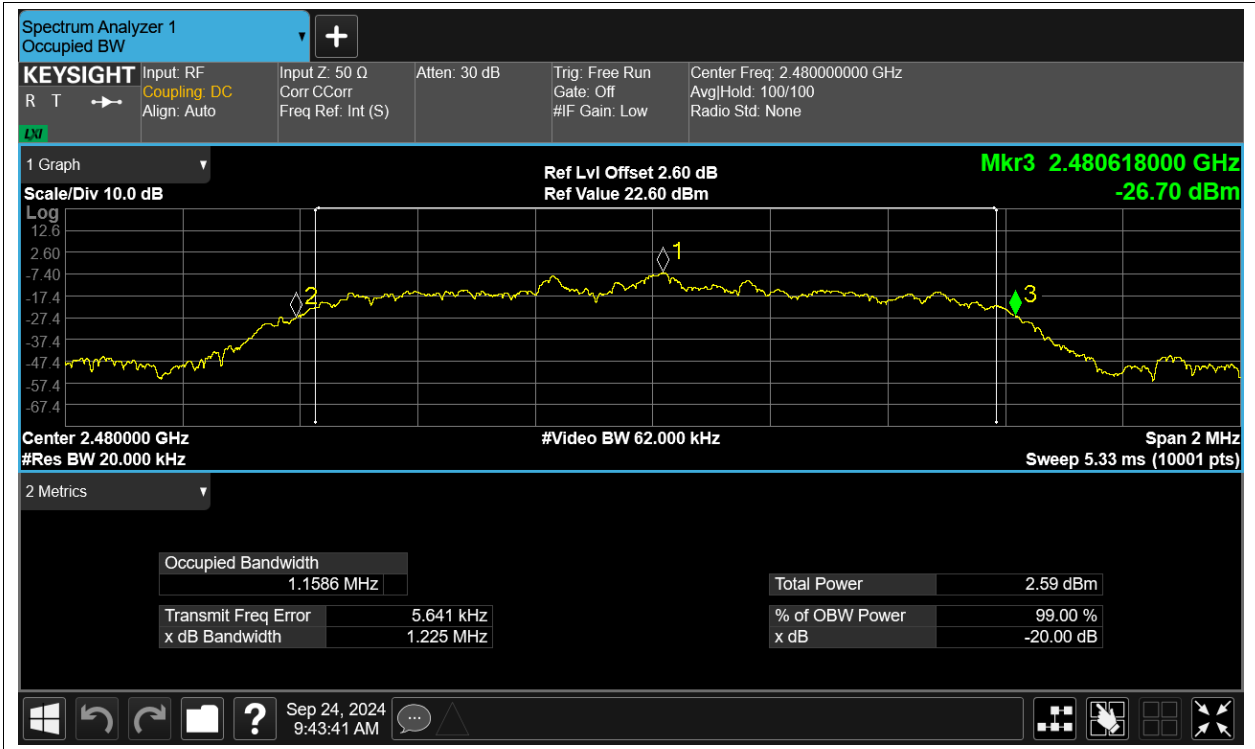 Spectrum Analyzer 1
Occupied BW
KEYSIGHT
R T
LXI
Input: RF
Coupling: DC
Align: Auto
Input Z: 50 Ω
Corr CCorr
Freq Ref: Int (S)
Atten: 30 dB
Trig: Free Run
Gate: Off
#IF Gain: Low
Center Freq: 2.480000000 GHz
Avg|Hold: 100/100
Radio Std: None
1 Graph
Scale/Div 10.0 dB
Ref Lvl Offset 2.60 dB
Ref Value 22.60 dBm
Mkr3 2.480618000 GHz
-26.70 dBm
Log
12.6
2.60
-7.40
-17.4
-27.4
-37.4
-47.4
-57.4
-67.4
1
2
3
Center 2.480000 GHz
#Video BW 62.000 kHz
Span 2 MHz
#Res BW 20.000 kHz
Sweep 5.33 ms (10001 pts)
2 Metrics
Occupied Bandwidth
1.1586 MHz
Transmit Freq Error 5.641 kHz
x dB Bandwidth 1.225 MHz
Total Power 2.59 dBm
% of OBW Power 99.00 %
x dB -20.00 dB
Sep 24, 2024
9:43:41 AM